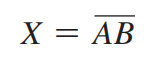 X = \overline{AB}